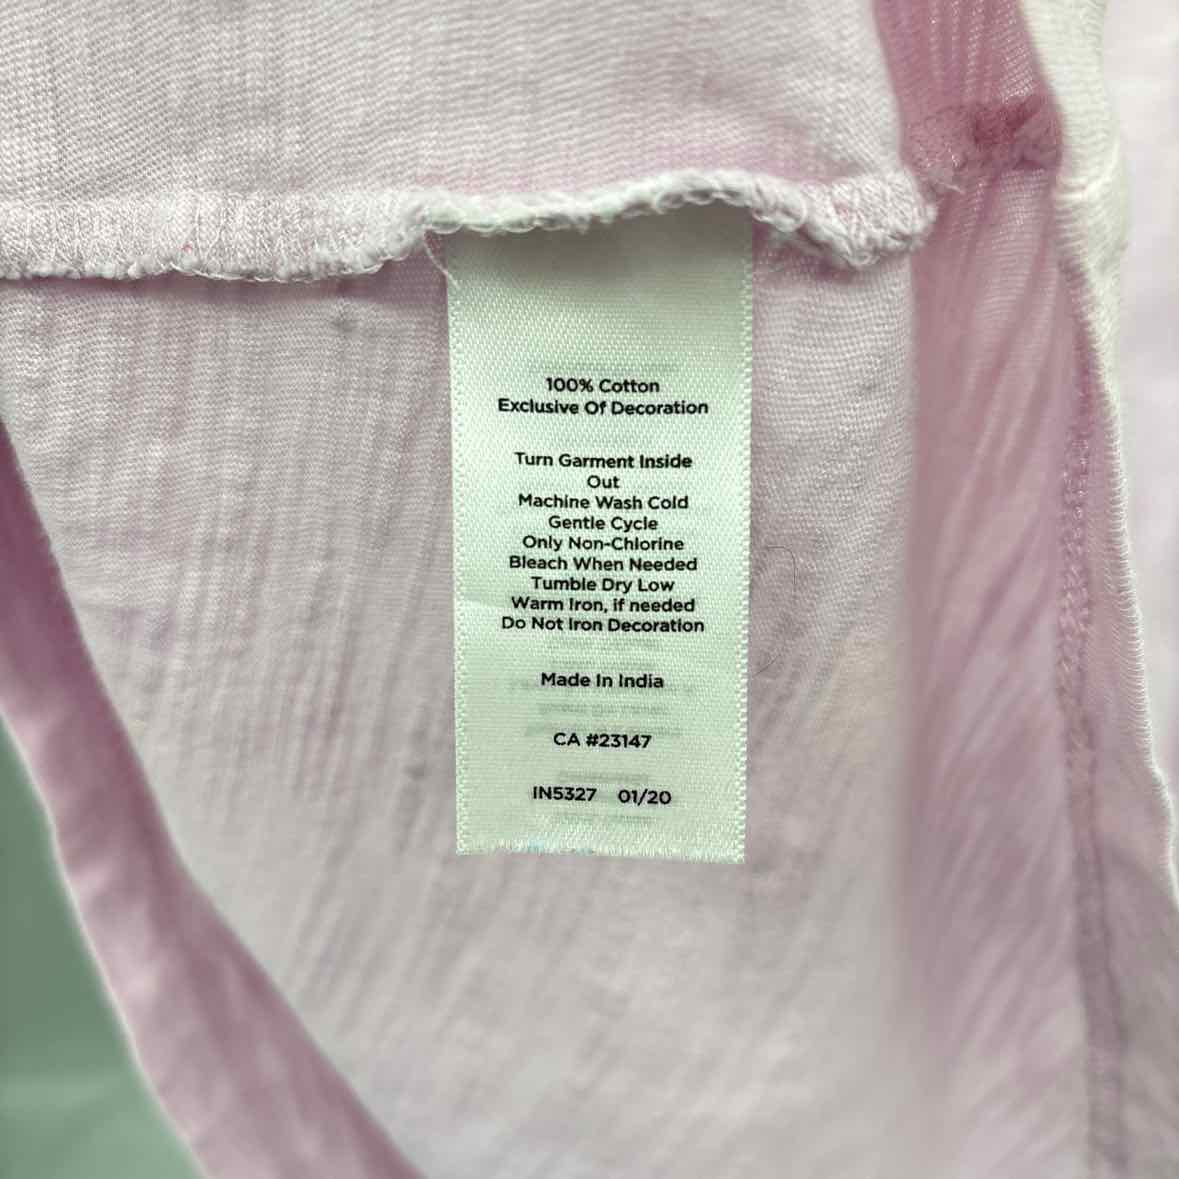 100% Cotton
Exclusive Of Decoration
Turn Garment Inside
Out
Machine Wash Cold
Gentle Cycle
Only Non-Chlorine
Bleach When Needed
Tumble Dry Low
Warm Iron, if needed
Do Not Iron Decoration
Made In India
CA #23147
IN5327 01/20